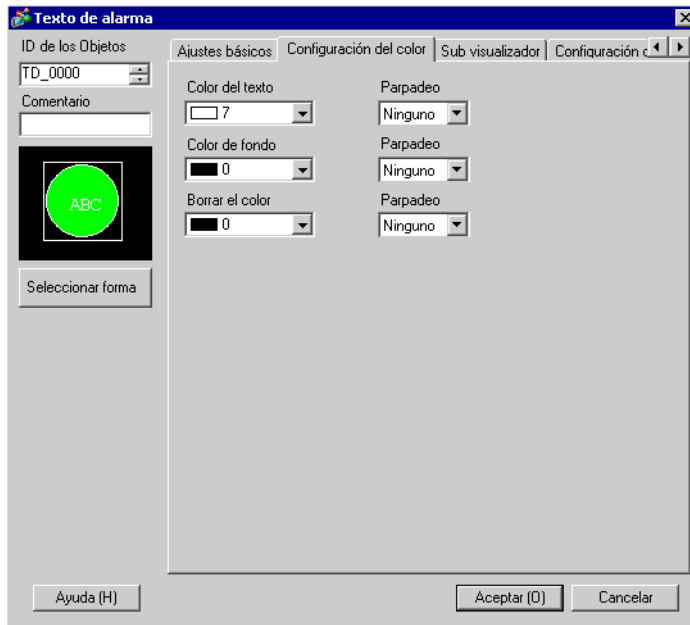 Texto de alarma
ID de los Objetos
TD_0000
Comentario
ABC
Seleccionar forma
Ajustes básicos
Configuración del color
Sub visualizador
Configuración
Color del texto
Parpadeo
7
Ninguno
Color de fondo
Parpadeo
0
Ninguno
Borrar el color
Parpadeo
0
Ninguno
Ayuda (H)
Aceptar (O)
Cancelar